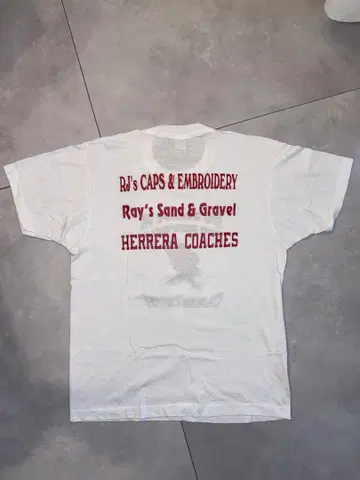 RJ's CAPS & EMBROIDERY
Ray's Sand & Gravel
HERRERA COACHES